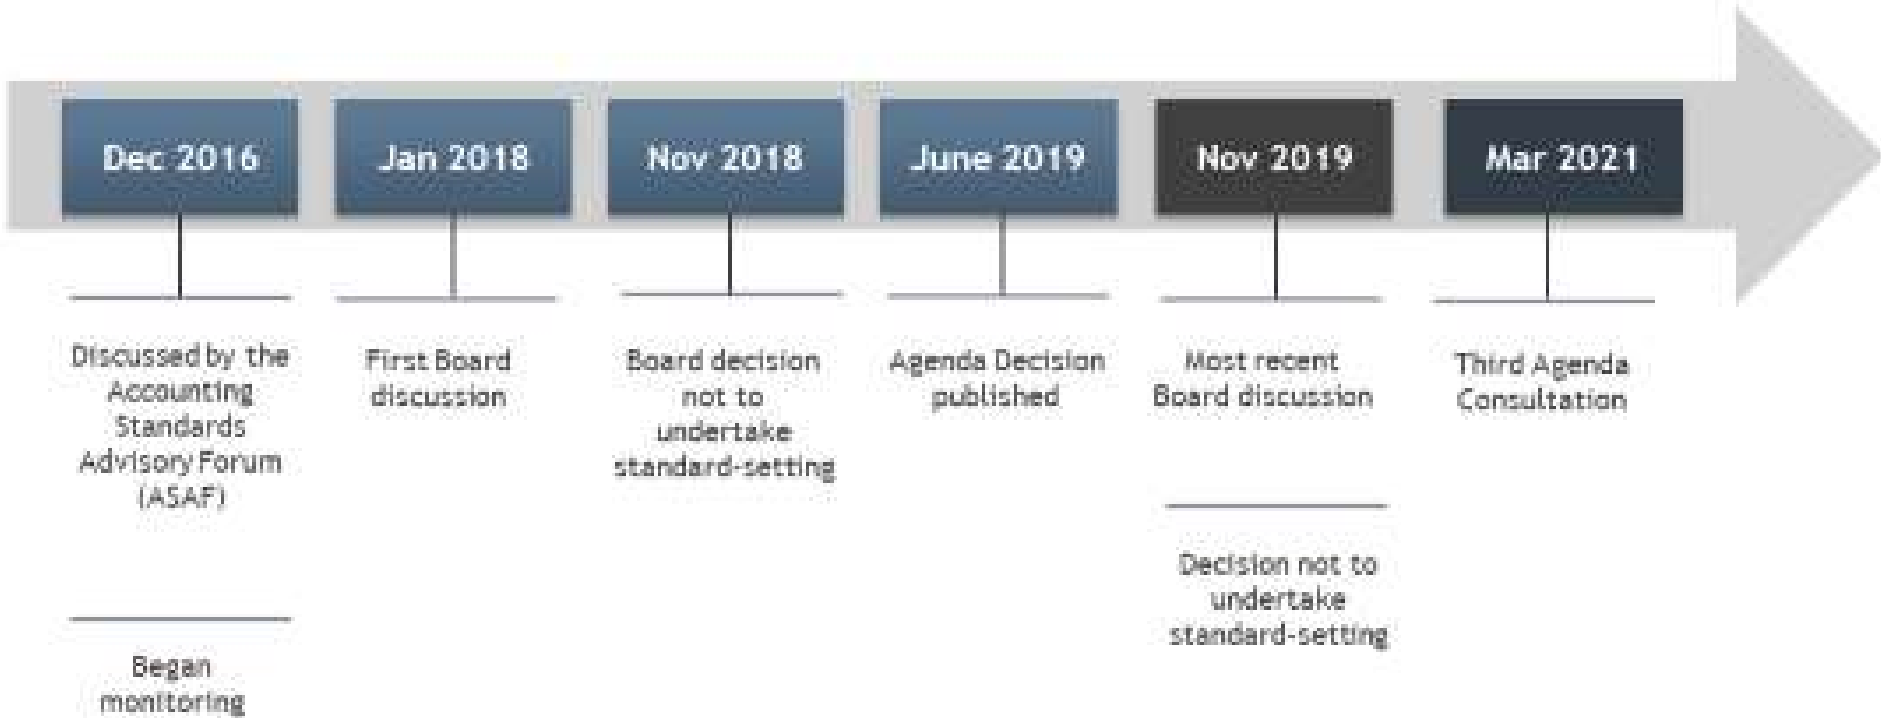 Dec 2016
Jan 2018
Nov 2018
June 2019
Nov 2019
Mar 2021
Discussed by the
Accounting
Standards
Advisory Forum
(ASAF)
Began
monitoring
First Board
discussion
Board decision
not to
undertake
standard-setting
Agenda Decision
published
Most recent
Board discussion
Decision not to
undertake
standard-setting
Third Agenda
Consultation